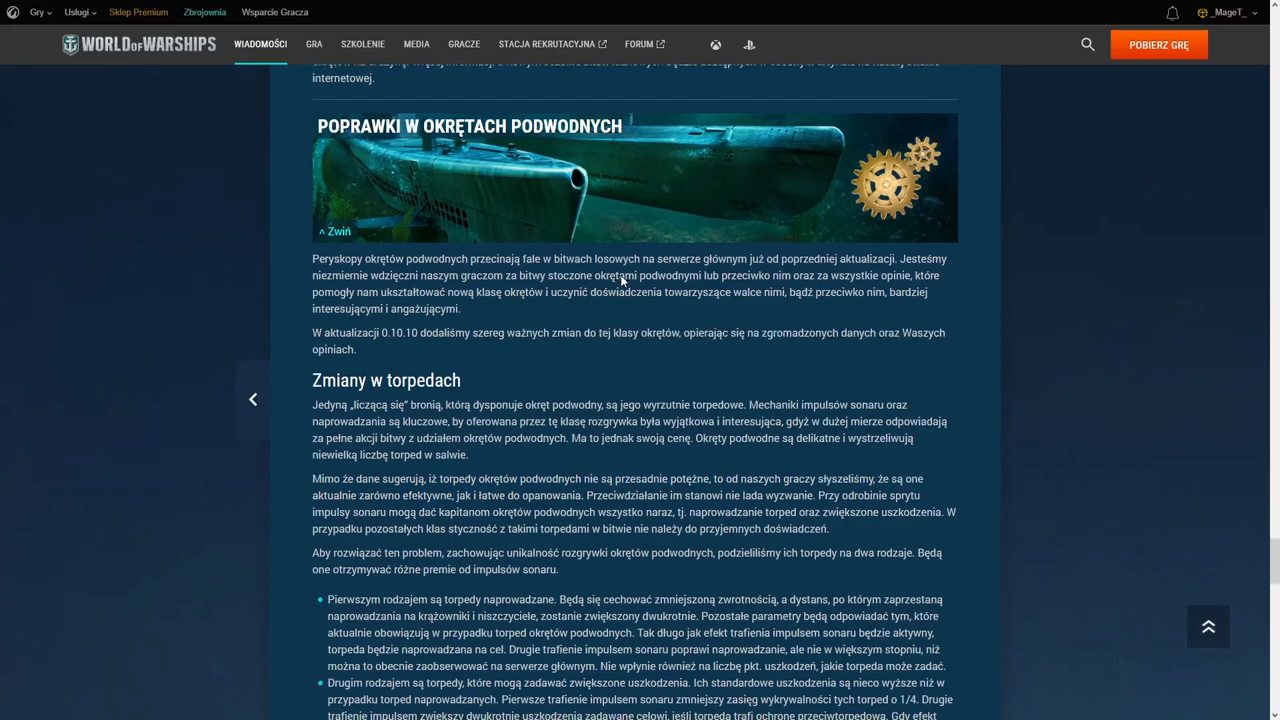 Gry Usługi Sklep Premium Zbrojownia Wsparcie Gracza _MageT_
WORLD OF WARSHIPS WIADOMOŚCI GRA SZKOLENIE MEDIA GRACZE STACJA REKRUTACYJNA FORUM POBIERZ GRĘ
internetowej.
POPRAWKI W OKRĘTACH PODWODNYCH
^ Zwiń
Peryskopy okrętów podwodnych przecinają fale w bitwach losowych na serwerze głównym już od poprzedniej aktualizacji. Jesteśmy
niezmiernie wdzięczni naszym graczom za bitwy stoczone okrętami podwodnymi lub przeciwko nim oraz za wszystkie opinie, które
pomogły nam ukształtować nową klasę okrętów i uczynić doświadczenia towarzyszące walce nimi, bądź przeciwko nim, bardziej
interesującymi i angażującymi.
W aktualizacji 0.10.10 dodaliśmy szereg ważnych zmian do tej klasy okrętów, opierając się na zgromadzonych danych oraz Waszych
opiniach.
Zmiany w torpedach
Jedyną „liczącą się” bronią, którą dysponuje okręt podwodny, są jego wyrzutnie torpedowe. Mechaniki impulsów sonaru oraz
naprowadzania są kluczowe, by oferowana przez tę klasę rozgrywka była wyjątkowa i interesująca, gdyż w dużej mierze odpowiadają
za pełne akcji bitwy z udziałem okrętów podwodnych. Ma to jednak swoją cenę. Okręty podwodne są delikatne i wystrzeliwują
niewielką liczbę torped w salwie.
Mimo że dane sugerują, iż torpedy okrętów podwodnych nie są przesadnie potężne, to od naszych graczy słyszeliśmy, że są one
aktualnie zarówno efektywne, jak i łatwe do opanowania. Przeciwdziałanie im stanowi nie lada wyzwanie. Przy odrobinie sprytu
impulsy sonaru mogą dać kapitanom okrętów podwodnych wszystko naraz, tj. naprowadzanie torped oraz zwiększone uszkodzenia. W
przypadku pozostałych klas styczność z takimi torpedami w bitwie nie należy do przyjemnych doświadczeń.
Aby rozwiązać ten problem, zachowując unikalność rozgrywki okrętów podwodnych, podzieliliśmy ich torpedy na dwa rodzaje. Będą
one otrzymywać różne premie od impulsów sonaru.
Pierwszym rodzajem są torpedy naprowadzane. Będą się cechować zmniejszoną zwrotnością, a dystans, po którym zaprzestaną
naprowadzania na krążowniki i niszczyciele, zostanie zwiększony dwukrotnie. Pozostałe parametry będą odpowiadać tym, które
aktualnie obowiązują w przypadku torped okrętów podwodnych. Tak długo jak efekt trafienia impulsem sonaru będzie aktywny,
torpeda będzie naprowadzana na cel. Drugie trafienie impulsem sonaru poprawi naprowadzanie, ale nie w większym stopniu, niż
można to obecnie zaobserwować na serwerze głównym. Nie wpłynie również na liczbę pkt. uszkodzeń, jakie torpeda może zadać.
Drugim rodzajem są torpedy, które mogą zadawać zwiększone uszkodzenia. Ich standardowe uszkodzenia są nieco wyższe niż w
przypadku torped naprowadzanych. Pierwsze trafienie impulsem sonaru zmniejszy zasięg wykrywalności tych torped o 1/4. Drugie
trafienie impulsem zwiększy dwukrotnie uszkodzenia zadawane celowi, jeśli torpeda trafi ochronę przeciwtorpedową. Gdy efekt